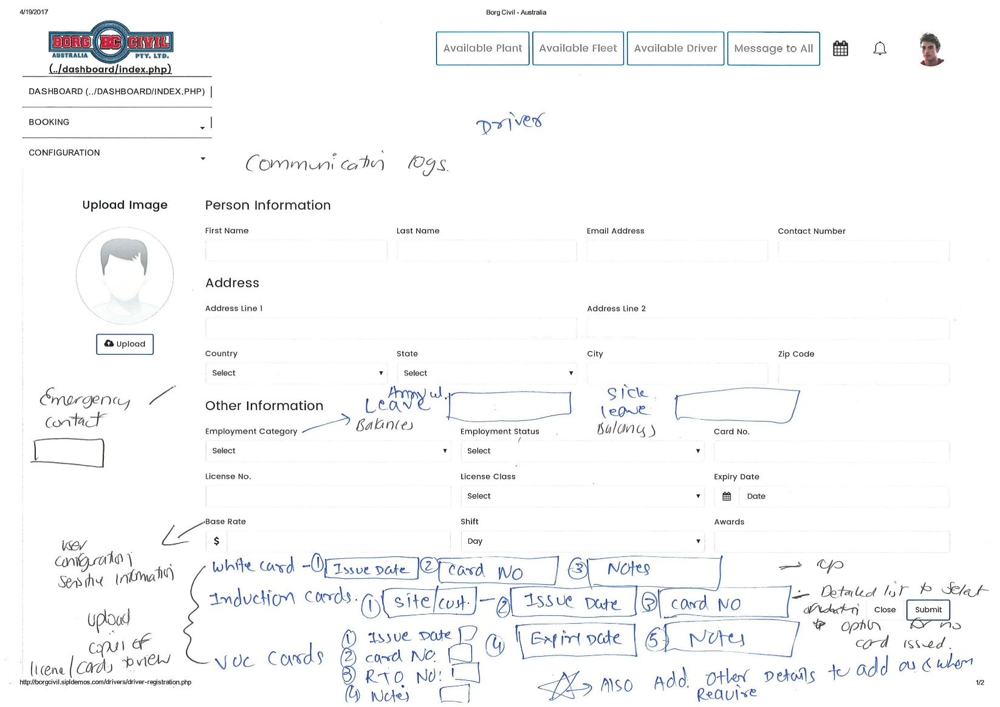 4/19/2017
Borg Civil - Australia
BORG BC CIVIL
AUSTRALIA PTY. LTD.
(../dashboard/index.php)
Available Plant
Available Fleet
Available Driver
Message to All
DASHBOARD (../DASHBOARD/INDEX.PHP)
BOOKING
Driver
CONFIGURATION
Communication logs.
Upload Image
Person Information
First Name
Last Name
Email Address
Contact Number
Address
Address Line 1
Address Line 2
Upload
Country
State
City
Zip Code
Select
Select
Emergency
contact
Other Information
Annual
Leave
Balances
Sick
leave
Balances
Employment Category
Employment Status
Card No.
Select
Select
License No.
License Class
Expiry Date
Select
Date
Base Rate
Shift
Awards
$
Day
User
configuration
sensitive information
White card - ① Issue Date ② Card NO ③ Notes
Induction cards. ① site/cust. - ② Issue Date ③ card NO
④ Expiry Date ⑤ Notes
Detailed list to select
option for no
card issued.
Close
Submit
upload
copies of
license/cards to view
VOC Cards
① Issue Date
② card NO.
③ RTO NO:
④ Notes
Also Add Other Details to add as & when
Require
http://borgcivil.sipldemos.com/drivers/driver-registration.php
1/2